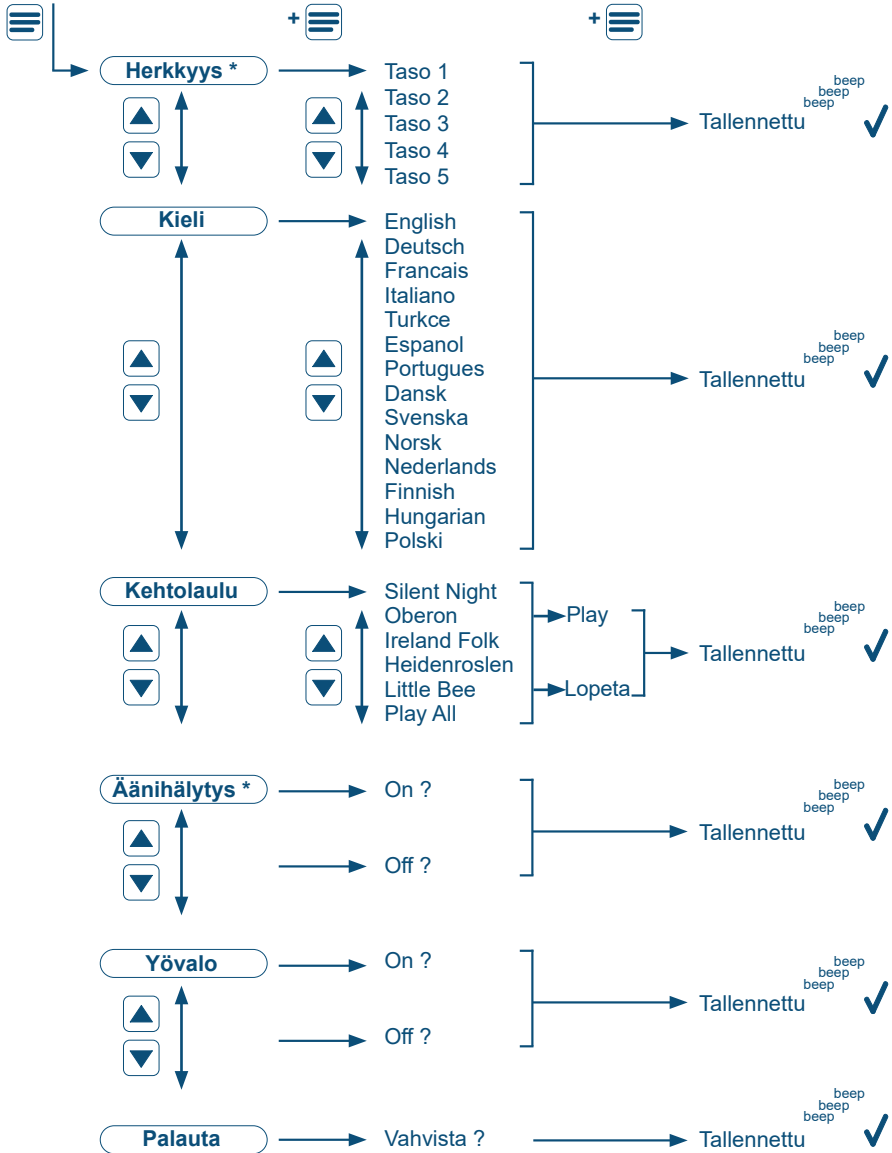 + +
Herkkyys *
Taso 1
Taso 2
Taso 3
Taso 4
Taso 5
Tallennettu
beep
beep
beep
Kieli
English
Deutsch
Francais
Italiano
Turkce
Espanol
Portugues
Dansk
Svenska
Norsk
Nederlands
Finnish
Hungarian
Polski
Tallennettu
beep
beep
beep
Kehtolaulu
Silent Night
Oberon
Ireland Folk
Heidenroslen
Little Bee
Play All
Play
Lopeta
Tallennettu
beep
beep
beep
Äänihälytys *
On ?
Off ?
Tallennettu
beep
beep
beep
Yövalo
On ?
Off ?
Tallennettu
beep
beep
beep
Palauta
Vahvista ?
Tallennettu
beep
beep
beep